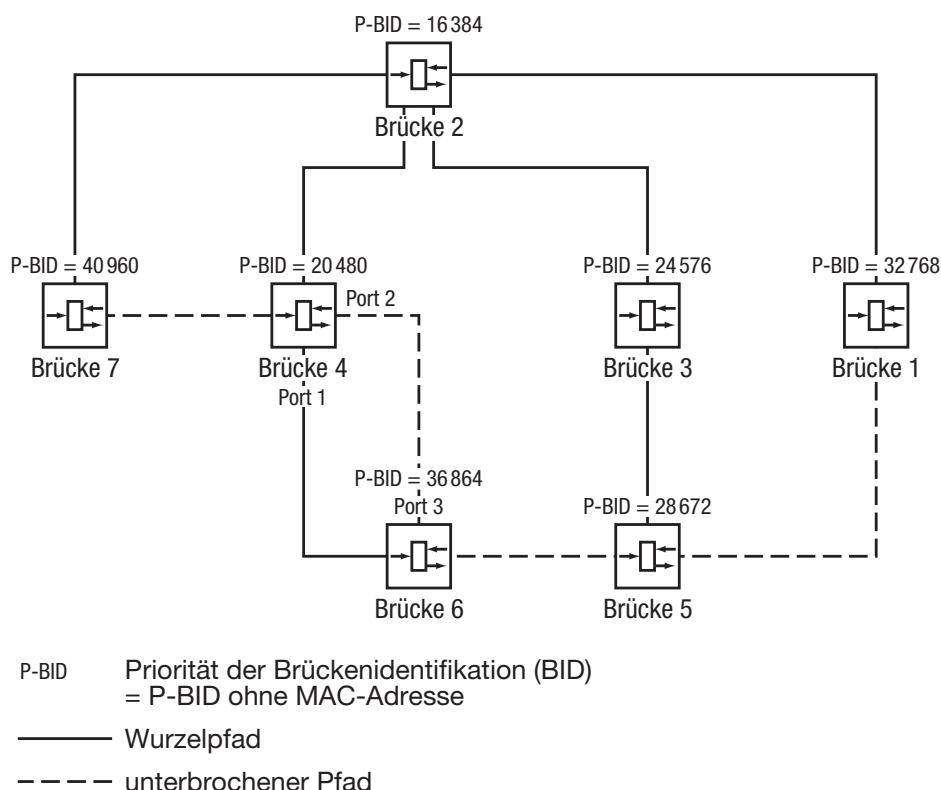 P-BID = 16 384
Brücke 2
P-BID = 40 960
P-BID = 20 480
P-BID = 24 576
P-BID = 32 768
Port 2
Brücke 7
Brücke 4
Brücke 3
Brücke 1
Port 1
P-BID = 36 864
Port 3
P-BID = 28 672
Brücke 6
Brücke 5
P-BID Priorität der Brückenidentifikation (BID)
= P-BID ohne MAC-Adresse
Wurzelpfad
unterbrochener Pfad